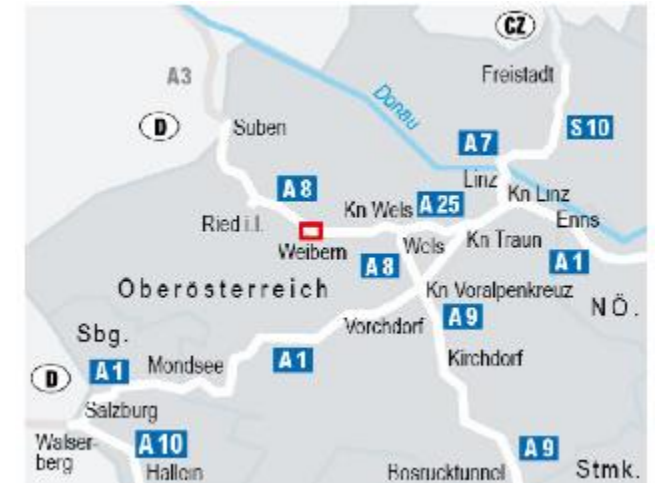 CZ
Freistadt
A3
Donau
D
Suben
A7
S10
Linz
Kn Linz
A8
Kn Wels
A25
Enns
Ried i.I.
Weibern
Wels
Kn Traun
A8
A1
Oberösterreich
Kn Voralpenkreuz
NÖ.
Vorchdorf
A9
Sbg.
Mondsee
A1
Kirchdorf
D
A1
Salzburg
Walser-
berg
A10
Hallein
A9
Bosrucktunnel
Stmk.